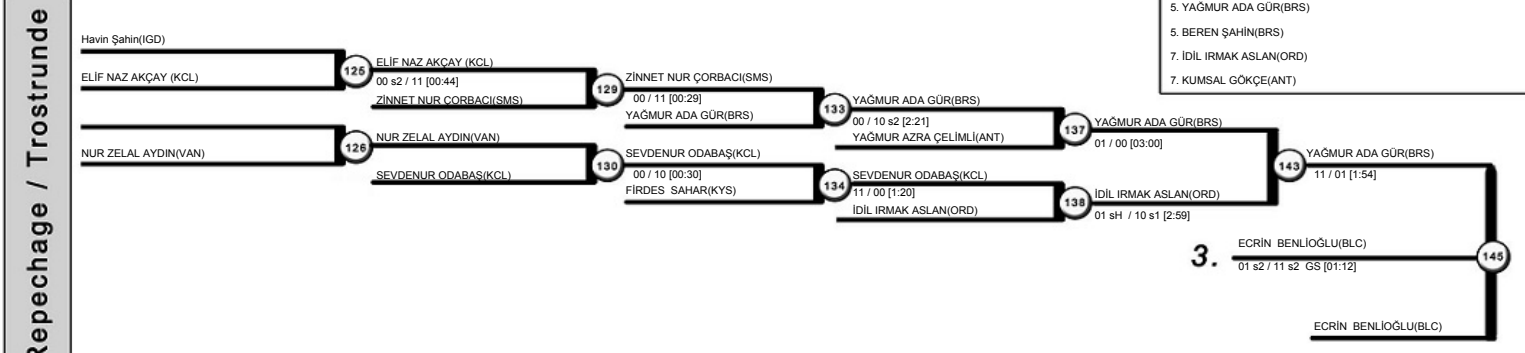 Repechage / Trostrunde
5. YAĞMUR ADA GÜR(BRS)
5. BEREN ŞAHİN(BRS)
7. İDİL IRMAK ASLAN(ORD)
7. KUMSAL GÖKÇE(ANT)
Havin Şahin(IGD)
ELİF NAZ AKÇAY (KCL)
125
ELİF NAZ AKÇAY (KCL)
00 s2 / 11 [00:44]
ZİNNET NUR ÇORBACI(SMS)
129
ZİNNET NUR ÇORBACI(SMS)
00 / 11 [00:29]
YAĞMUR ADA GÜR(BRS)
133
YAĞMUR ADA GÜR(BRS)
00 / 10 s2 [2:21]
YAĞMUR AZRA ÇELİMLİ(ANT)
137
YAĞMUR ADA GÜR(BRS)
01 / 00 [03:00]
NUR ZELAL AYDIN(VAN)
126
NUR ZELAL AYDIN(VAN)
SEVDENUR ODABAŞ(KCL)
130
SEVDENUR ODABAŞ(KCL)
00 / 10 [00:30]
FİRDES SAHAR(KYS)
134
SEVDENUR ODABAŞ(KCL)
11 / 00 [1:20]
İDİL IRMAK ASLAN(ORD)
138
İDİL IRMAK ASLAN(ORD)
01 sH / 10 s1 [2:59]
143
YAĞMUR ADA GÜR(BRS)
11 / 01 [1:54]
3.
ECRİN BENLİOĞLU(BLC)
01 s2 / 11 s2 GS [01:12]
145
ECRİN BENLİOĞLU(BLC)